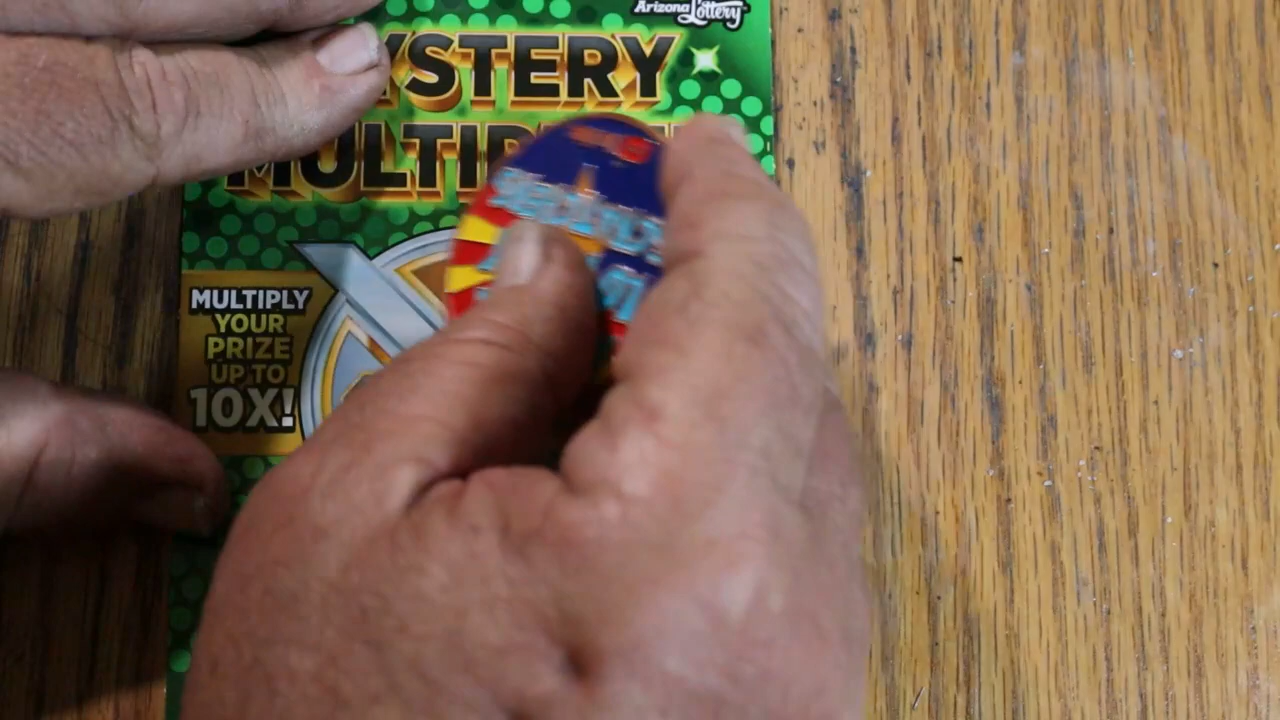 Arizona Lottery
YSTERY
MULTIP
MULTIPLY
YOUR
PRIZE
UP TO
10X!